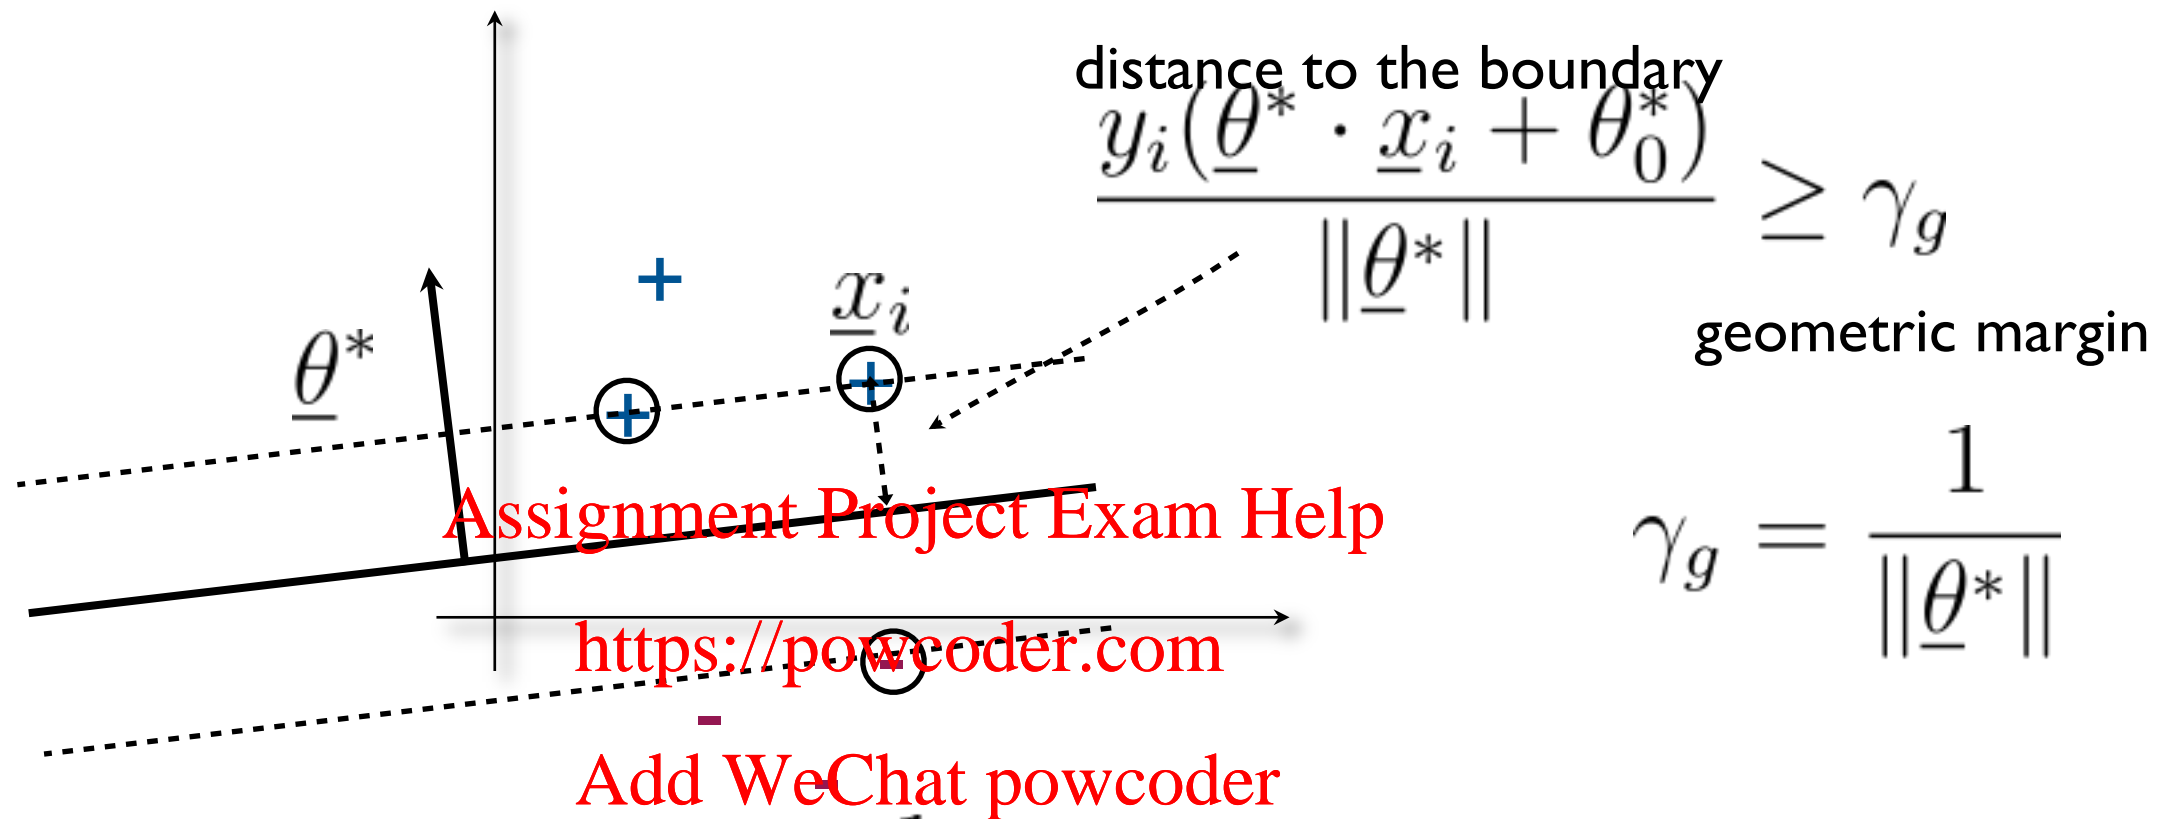 distance to the boundary
y_i(θ* · x_i + θ_0*) / ||θ*|| ≥ γ_g
x_i
θ*
geometric margin
γ_g = 1 / ||θ*||
Assignment Project Exam Help
https://powcoder.com
Add WeChat powcoder